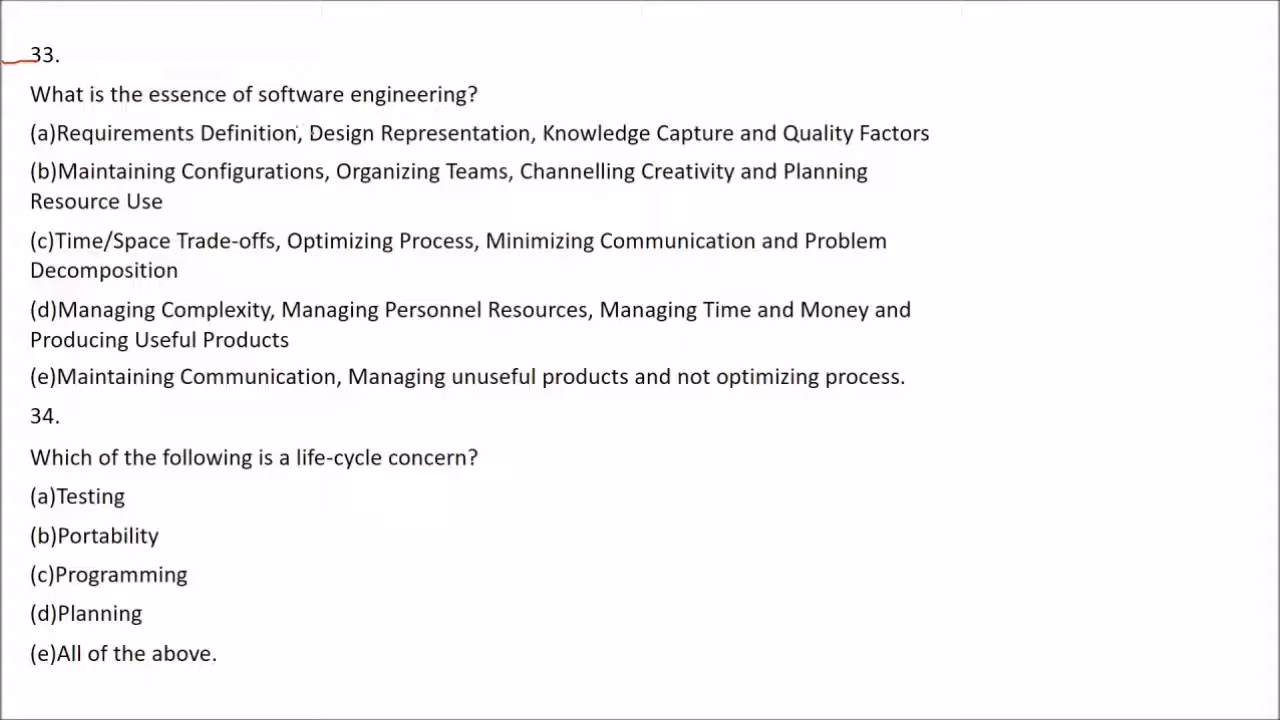 33.
What is the essence of software engineering?
(a)Requirements Definition, Design Representation, Knowledge Capture and Quality Factors
(b)Maintaining Configurations, Organizing Teams, Channelling Creativity and Planning
Resource Use
(c)Time/Space Trade-offs, Optimizing Process, Minimizing Communication and Problem
Decomposition
(d)Managing Complexity, Managing Personnel Resources, Managing Time and Money and
Producing Useful Products
(e)Maintaining Communication, Managing unuseful products and not optimizing process.
34.
Which of the following is a life-cycle concern?
(a)Testing
(b)Portability
(c)Programming
(d)Planning
(e)All of the above.